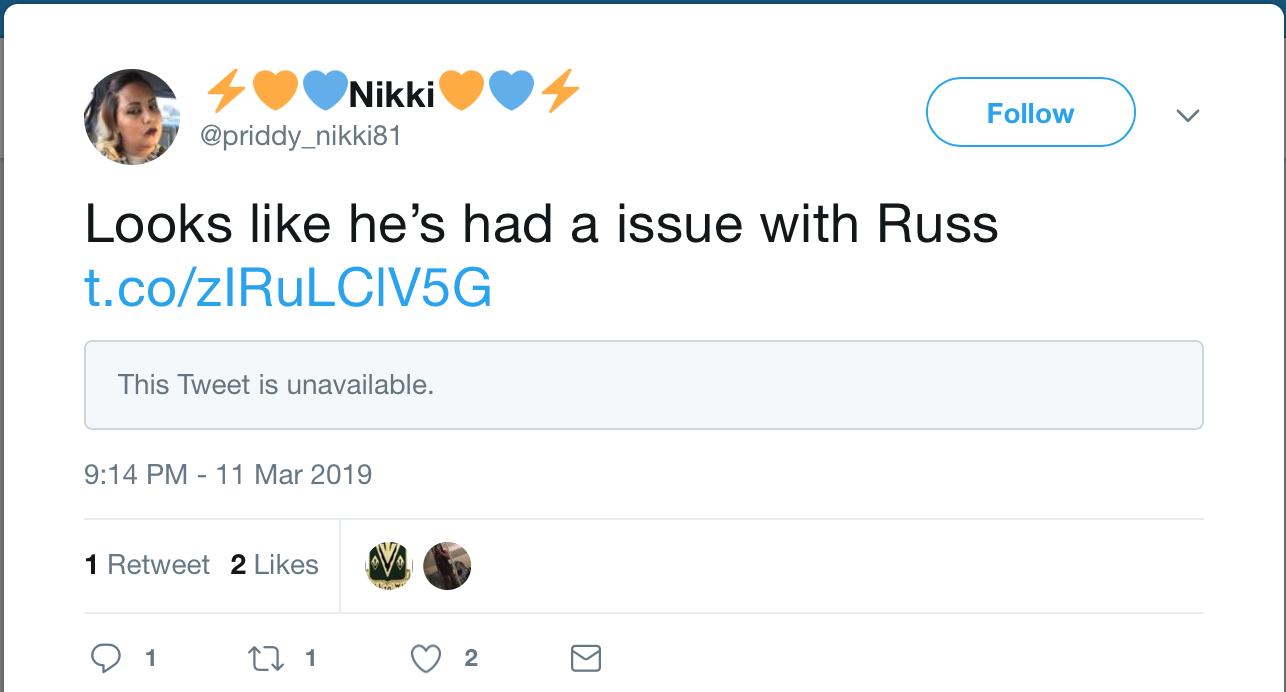 ⚡🧡💙Nikki🧡💙⚡
@priddy_nikki81
Follow
Looks like he’s had a issue with Russ
t.co/zIRuLCIV5G
This Tweet is unavailable.
9:14 PM - 11 Mar 2019
1 Retweet 2 Likes
1 1 2